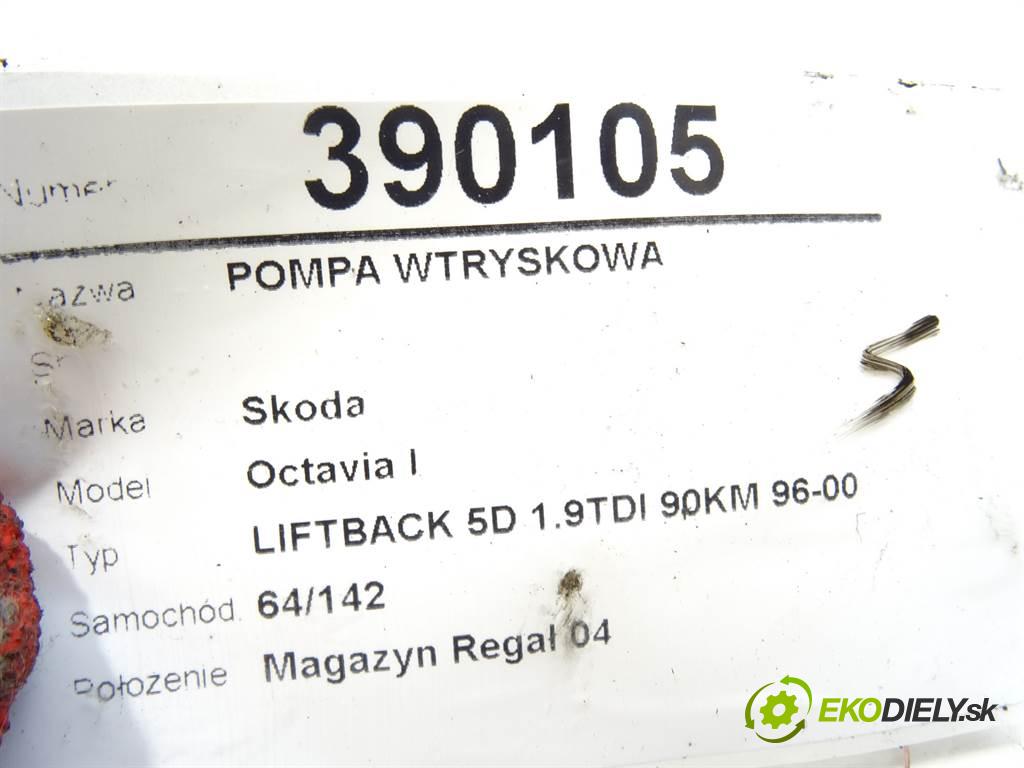 Numer 390105
Nazwa POMPA WTRYSKOWA
Marka Skoda
Model Octavia I
Typ LIFTBACK 5D 1.9TDI 90KM 96-00
Samochód. 64/142
Położenie Magazyn Regał 04
EKODIELY.sk